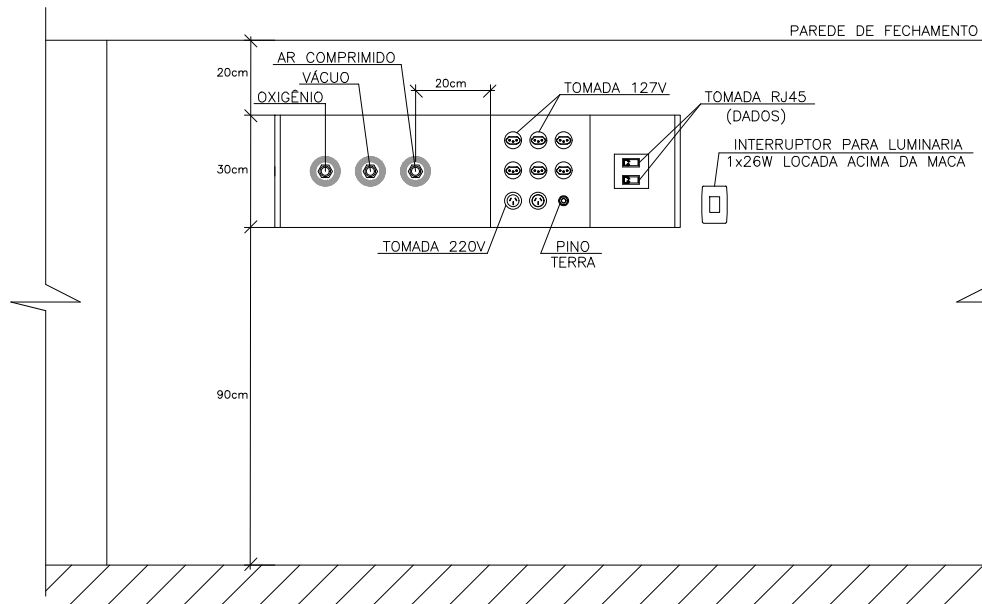 PAREDE DE FECHAMENTO
20cm
AR COMPRIMIDO
VÁCUO
OXIGÊNIO
20cm
TOMADA 127V
TOMADA RJ45
(DADOS)
INTERRUPTOR PARA LUMINARIA
1x26W LOCADA ACIMA DA MACA
30cm
TOMADA 220V
PINO
TERRA
90cm